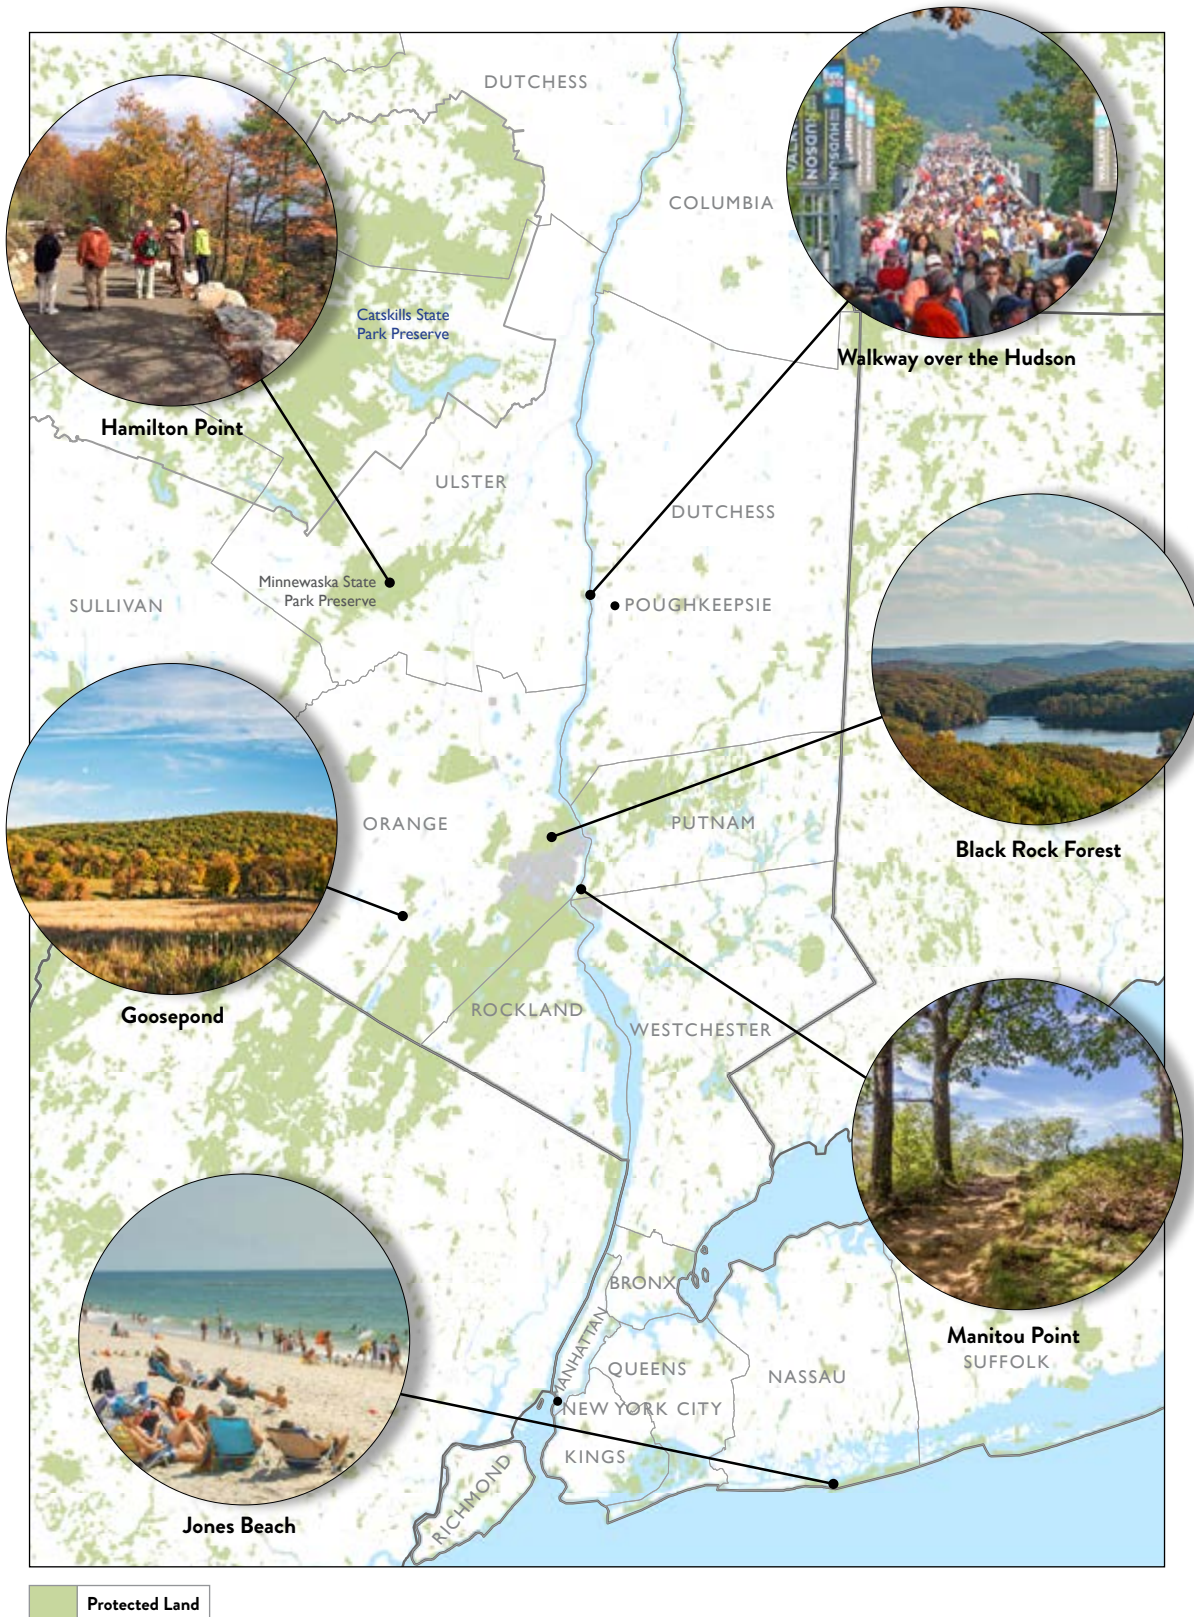 DUTCHESS
COLUMBIA
HUDSON
HUDSON
Walkway over the Hudson
Catskills State
Park Preserve
Hamilton Point
ULSTER
DUTCHESS
Minnewaska State
Park Preserve
SULLIVAN
POUGHKEEPSIE
ORANGE
PUTNAM
Black Rock Forest
Goosepond
ROCKLAND
WESTCHESTER
BRONX
MANHATTAN
Manitou Point
SUFFOLK
QUEENS
NASSAU
NEW YORK CITY
KINGS
RICHMOND
Jones Beach
Protected Land